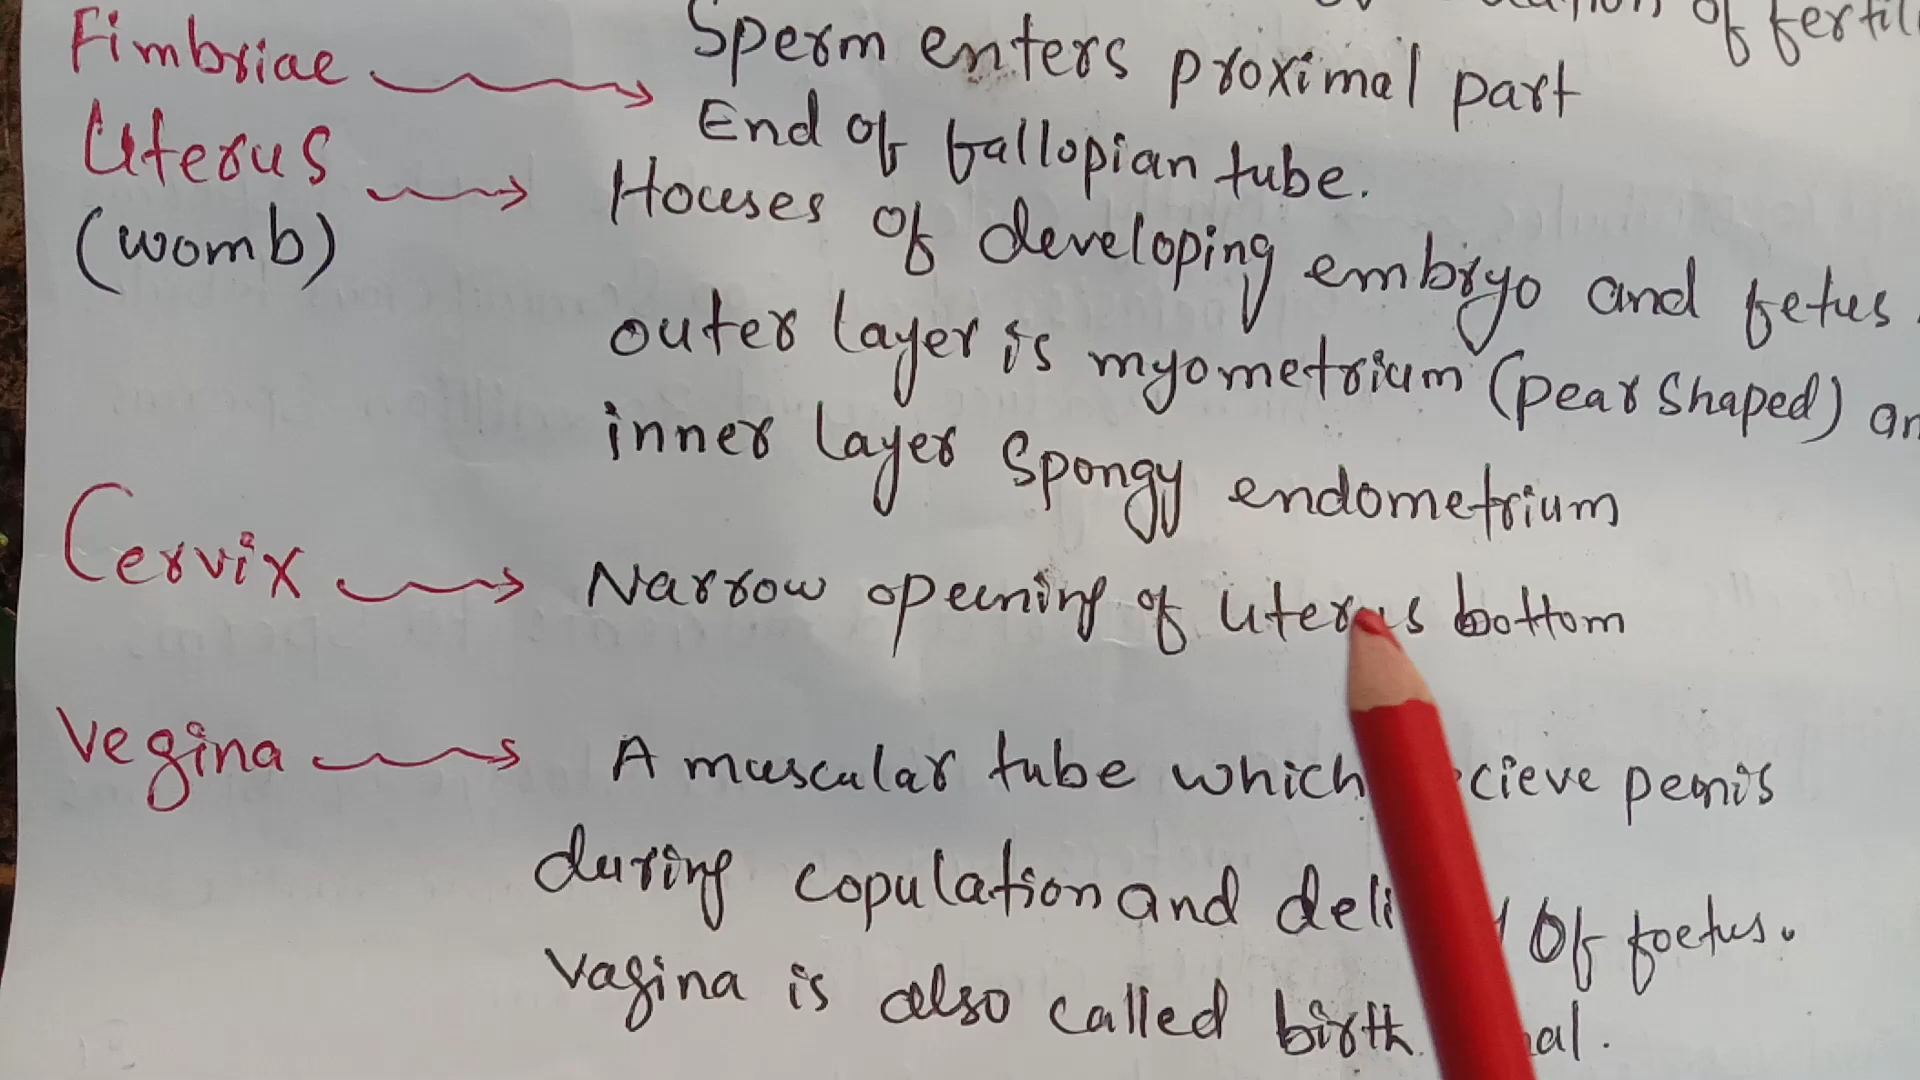 of fertil
Sperm enters proximal part
Fimbriae → End of fallopian tube.
Uterus → Houses of developing embryo and fetus.
(womb)
outer layer is myometrium (pear shaped) an
inner layer spongy endometrium
Cervix → Narrow opening of uterus bottom
Vegina → A muscular tube which recieve penis
during copulation and deli of foetus.
Vagina is also called birth al.